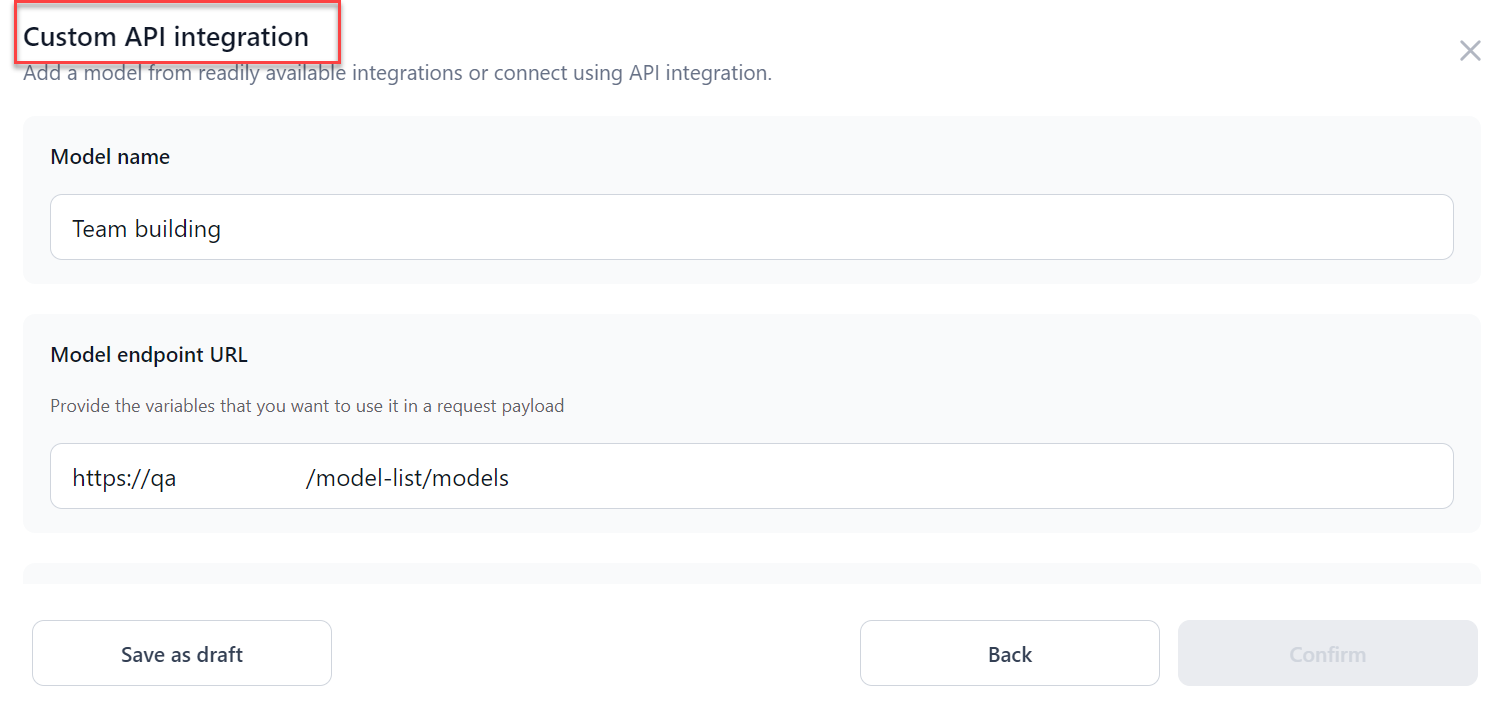 Custom API integration
Add a model from readily available integrations or connect using API integration.
Model name
Team building
Model endpoint URL
Provide the variables that you want to use it in a request payload
https://qa /model-list/models
Save as draft
Back
Confirm